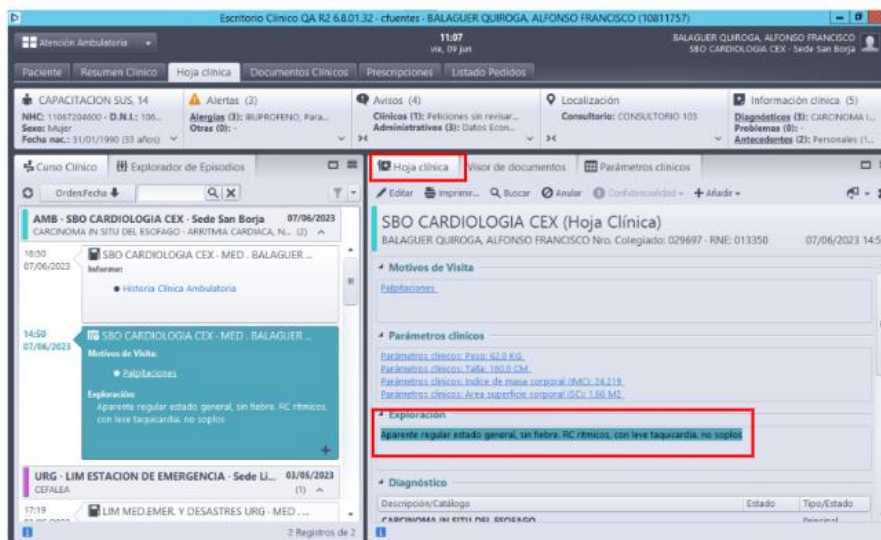 Escritorio Clínico QA R2 6.8.01.32 - cfuentes - BALAGUER QUIROGA, ALFONSO FRANCISCO (10811757)
Atención Ambulatoria
11:07
vie, 09 jun
BALAGUER QUIROGA, ALFONSO FRANCISCO
SBO CARDIOLOGIA CEX - Sede San Borja
Paciente
Resumen Clínico
Hoja clínica
Documentos Clínicos
Prescripciones
Listado Pedidos
CAPACITACION SUS, 14
NHC: 11067204600 - D.N.I.: 106...
Sexo: Mujer
Fecha nac.: 31/01/1990 (33 años)
Alertas (3)
Alergias (3): IBUPROFENO, Para...
Otras (0): -
Avisos (4)
Clínicos (1): Peticiones sin revisar...
Administrativos (3): Datos Econ...
Localización
Consultorio: CONSULTORIO 103
Información clínica (5)
Diagnósticos (3): CARCINOMA I...
Problemas (0): -
Antecedentes (2): Personales (1...
Curso Clínico
Explorador de Episodios
OrdenFecha
AMB - SBO CARDIOLOGIA CEX - Sede San Borja 07/06/2023
CARCINOMA IN SITU DEL ESOFAGO - ARRITMIA CARDIACA, N... (2)
18:50
07/06/2023
SBO CARDIOLOGIA CEX - MED . BALAGUER ...
Informe:
Historia Clínica Ambulatoria
14:50
07/06/2023
SBO CARDIOLOGIA CEX - MED . BALAGUER ...
Motivos de Visita:
Palpitaciones
Exploración:
Aparente regular estado general, sin fiebre. RC rítmicos,
con leve taquicardia. no soplos
URG - LIM ESTACION DE EMERGENCIA - Sede Li... 03/05/2023
CEFALEA (1)
17:19
LIM MED.EMER. Y DESASTRES URG - MED . ...
2 Registros de 2
Hoja clínica
Visor de documentos
Parámetros clínicos
Editar
Imprimir...
Buscar
Anular
Confidencialidad
Añadir
SBO CARDIOLOGIA CEX (Hoja Clínica)
BALAGUER QUIROGA, ALFONSO FRANCISCO Nro. Colegiado: 029697 - RNE: 013350 07/06/2023 14:5
Motivos de Visita
Palpitaciones
Parámetros clínicos
Parámetros clínicos: Peso: 62.0 KG.
Parámetros clínicos: Talla: 160.0 CM.
Parámetros clínicos: Indice de masa corporal (IMC): 24.219
Parámetros clínicos: Area superficie corporal (SC): 1.66 M2
Exploración
Aparente regular estado general, sin fiebre. RC rítmicos, con leve taquicardia. no soplos
Diagnóstico
Descripción/Catálogo
Estado
Tipo/Estado
CARCINOMA IN SITU DEL ESOFAGO
Principal